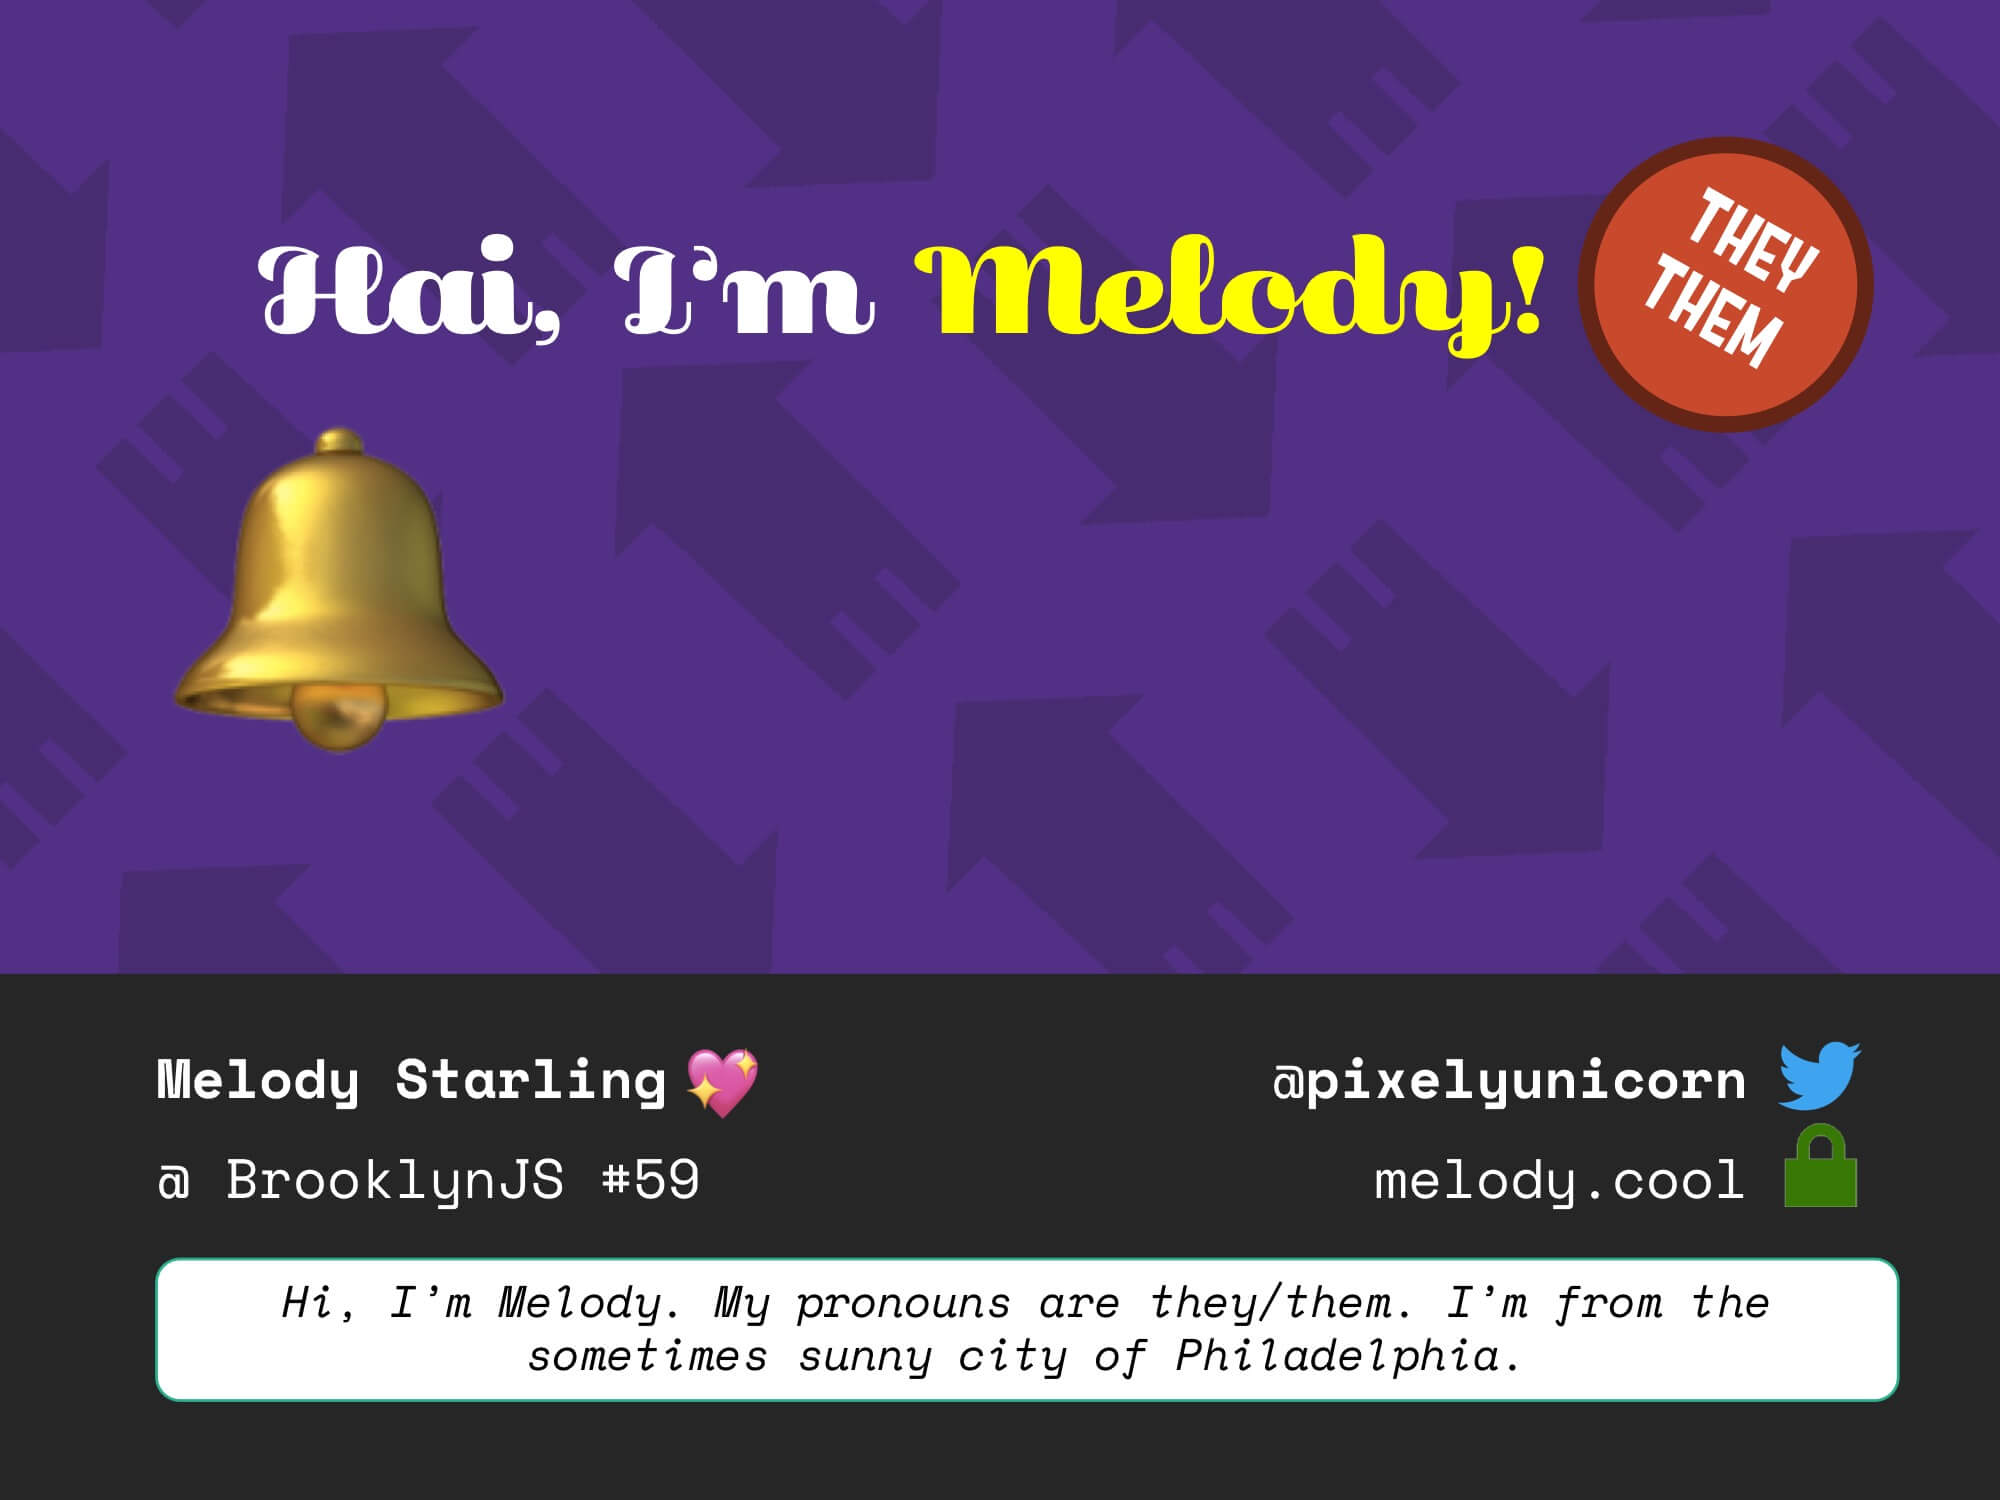 Hai, I'm Melody!
THEY
THEM
Melody Starling
@pixelyunicorn
@ BrooklynJS #59
melody.cool
Hi, I'm Melody. My pronouns are they/them. I'm from the
sometimes sunny city of Philadelphia.